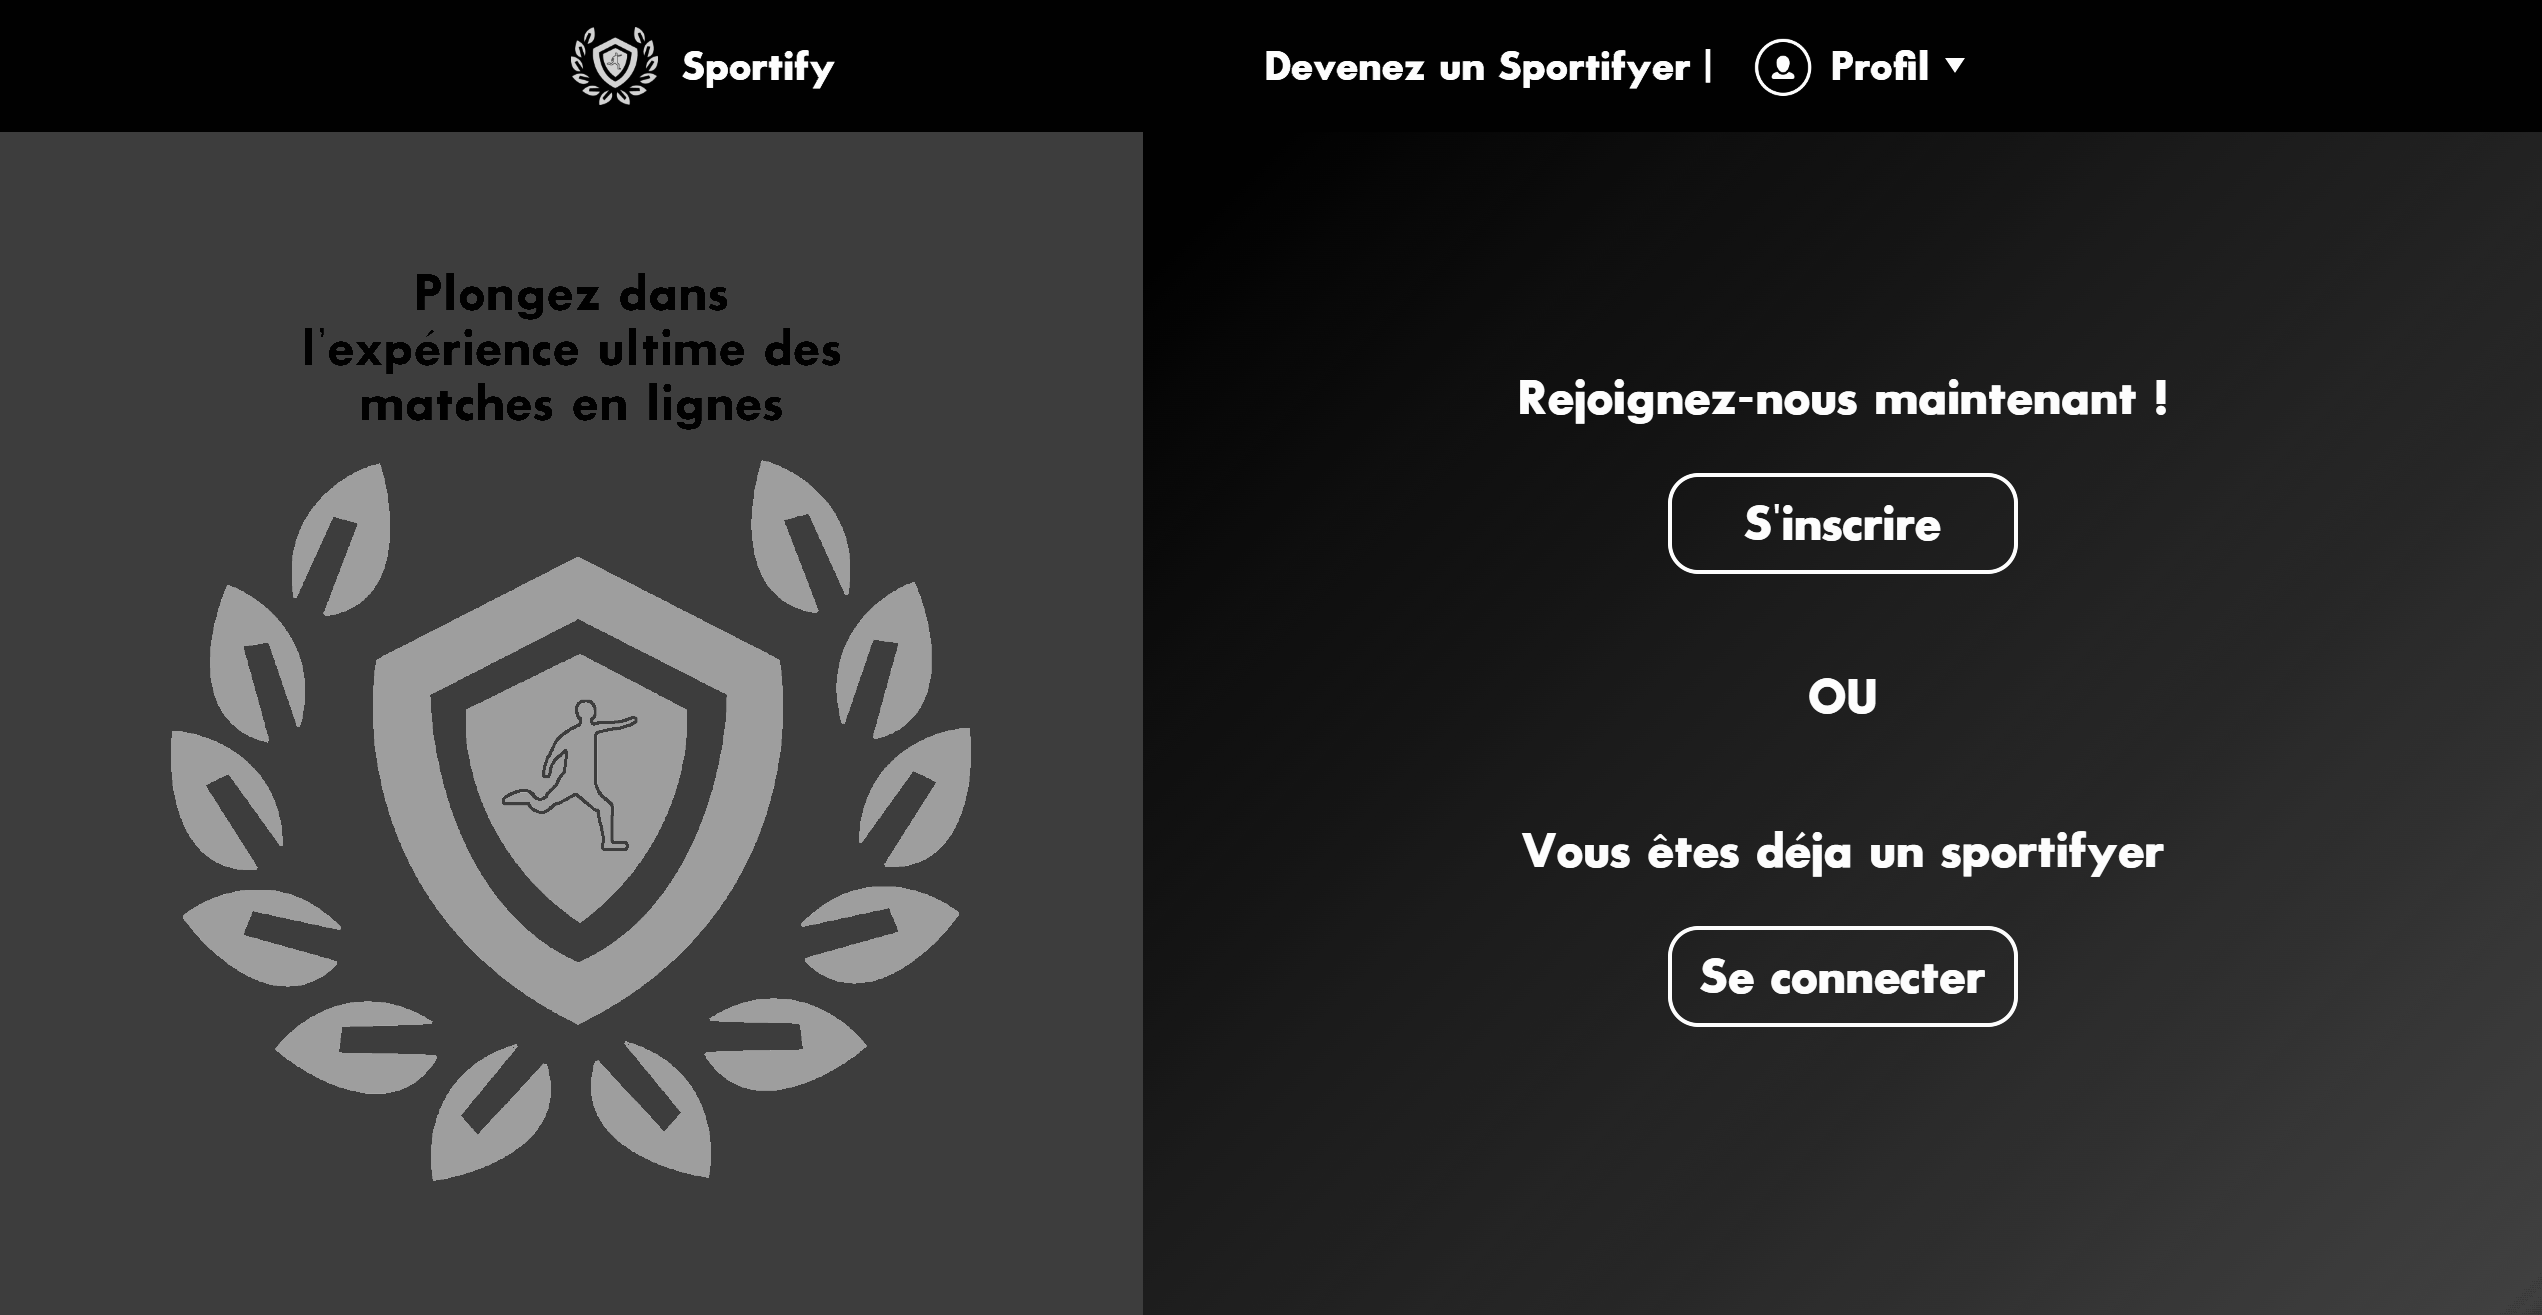 Sportify
Devenez un Sportifyer |
Profil
Plongez dans
l'expérience ultime des
matches en lignes
Rejoignez-nous maintenant !
S'inscrire
OU
Vous êtes déja un sportifyer
Se connecter